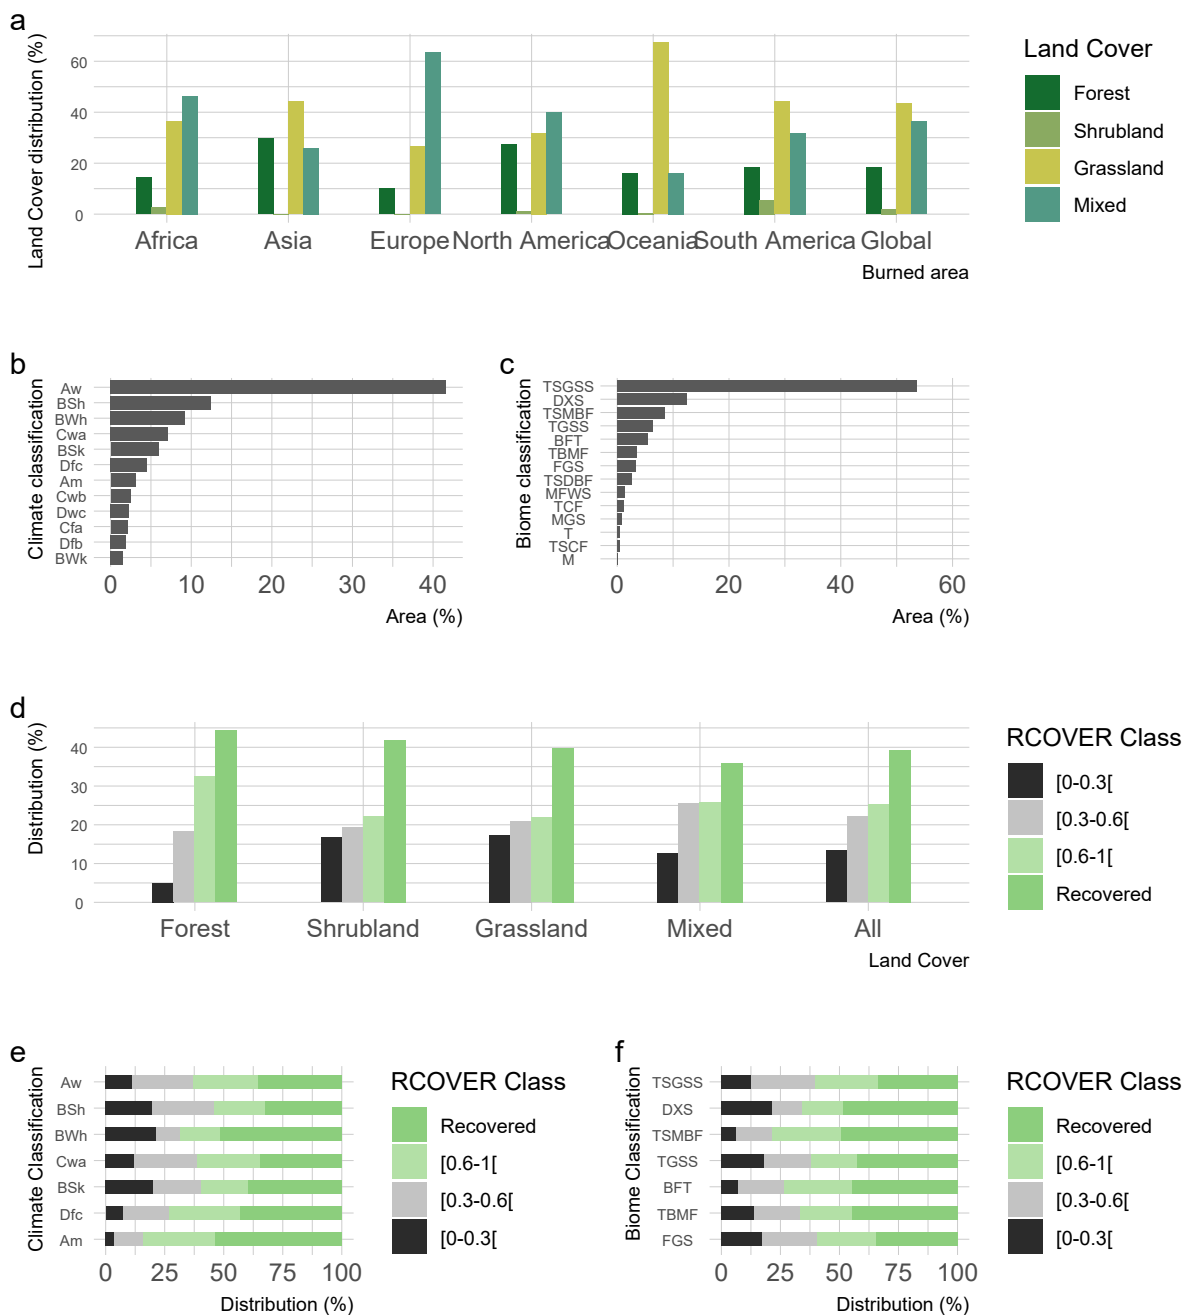 a
Land Cover distribution (%)
60
40
20
0
Africa
Asia
Europe
North America
Oceania
South America
Global
Burned area
Land Cover
Forest
Shrubland
Grassland
Mixed
b
Climate classification
Aw
BSh
BWh
Cwa
BSk
Dfc
Am
Cwb
Dwc
Cfa
Dfb
BWk
0 10 20 30 40
Area (%)
c
Biome classification
TSGSS
DXS
TSMBF
TGSS
BFT
TBMF
FGS
TSDBF
MFWS
TCF
MGS
T
TSCF
M
0 20 40 60
Area (%)
d
Distribution (%)
40
30
20
10
0
Forest
Shrubland
Grassland
Mixed
All
Land Cover
RCOVER Class
[0-0.3[
[0.3-0.6[
[0.6-1[
Recovered
e
Climate Classification
Aw
BSh
BWh
Cwa
BSk
Dfc
Am
0 25 50 75 100
Distribution (%)
RCOVER Class
Recovered
[0.6-1[
[0.3-0.6[
[0-0.3[
f
Biome Classification
TSGSS
DXS
TSMBF
TGSS
BFT
TBMF
FGS
0 25 50 75 100
Distribution (%)
RCOVER Class
Recovered
[0.6-1[
[0.3-0.6[
[0-0.3[